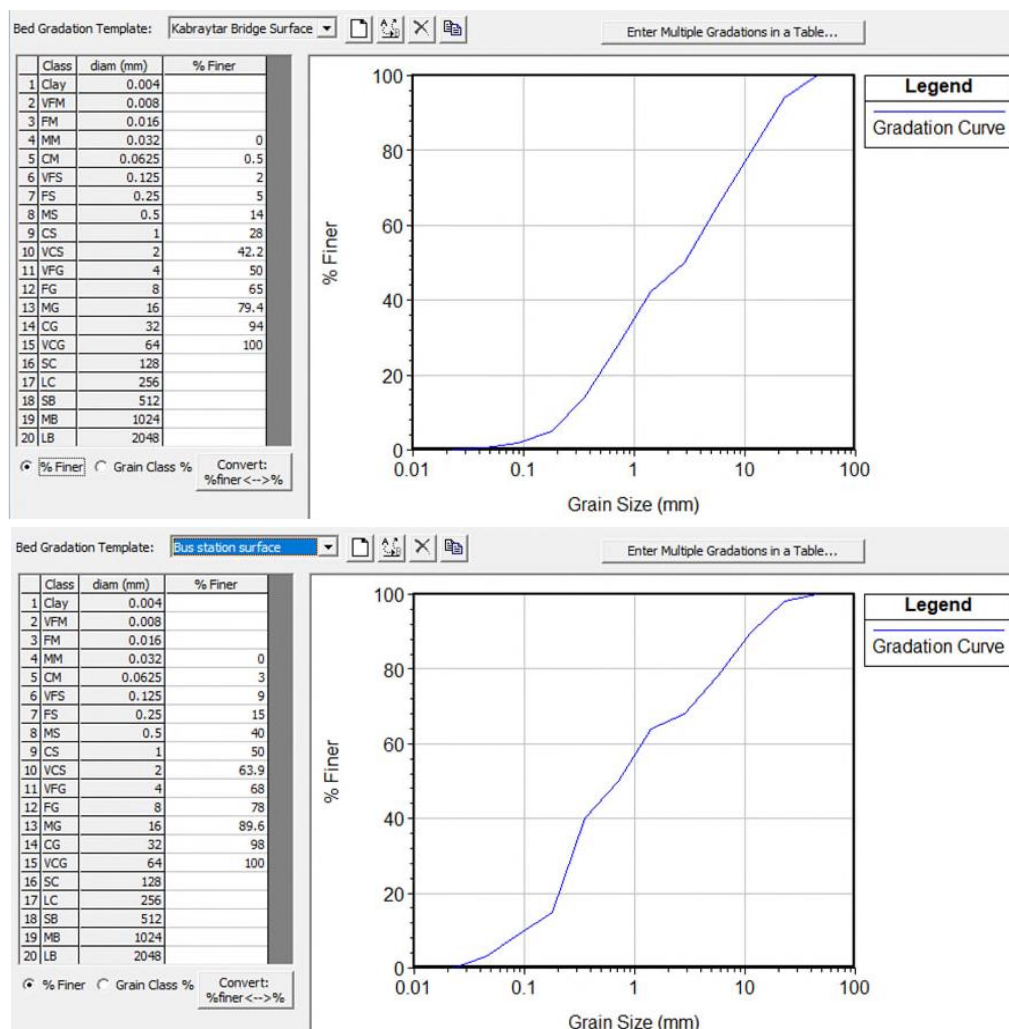 Bed Gradation Template: Kabraytar Bridge Surface
Enter Multiple Gradations in a Table...
Class diam (mm) % Finer
1 Clay 0.004
2 VFM 0.008
3 FM 0.016
4 MM 0.032 0
5 CM 0.0625 0.5
6 VFS 0.125 2
7 FS 0.25 5
8 MS 0.5 14
9 CS 1 28
10 VCS 2 42.2
11 VFG 4 50
12 FG 8 65
13 MG 16 79.4
14 CG 32 94
15 VCG 64 100
16 SC 128
17 LC 256
18 SB 512
19 MB 1024
20 LB 2048
% Finer Grain Class % Convert:
%finer<-->%
100
80
60
40
20
0
% Finer
0.01 0.1 1 10 100
Grain Size (mm)
Legend
Gradation Curve
Bed Gradation Template: Bus station surface
Enter Multiple Gradations in a Table...
Class diam (mm) % Finer
1 Clay 0.004
2 VFM 0.008
3 FM 0.016
4 MM 0.032 0
5 CM 0.0625 3
6 VFS 0.125 9
7 FS 0.25 15
8 MS 0.5 40
9 CS 1 50
10 VCS 2 63.9
11 VFG 4 68
12 FG 8 78
13 MG 16 89.6
14 CG 32 98
15 VCG 64 100
16 SC 128
17 LC 256
18 SB 512
19 MB 1024
20 LB 2048
% Finer Grain Class % Convert:
%finer<-->%
100
80
60
40
20
0
% Finer
0.01 0.1 1 10 100
Grain Size (mm)
Legend
Gradation Curve